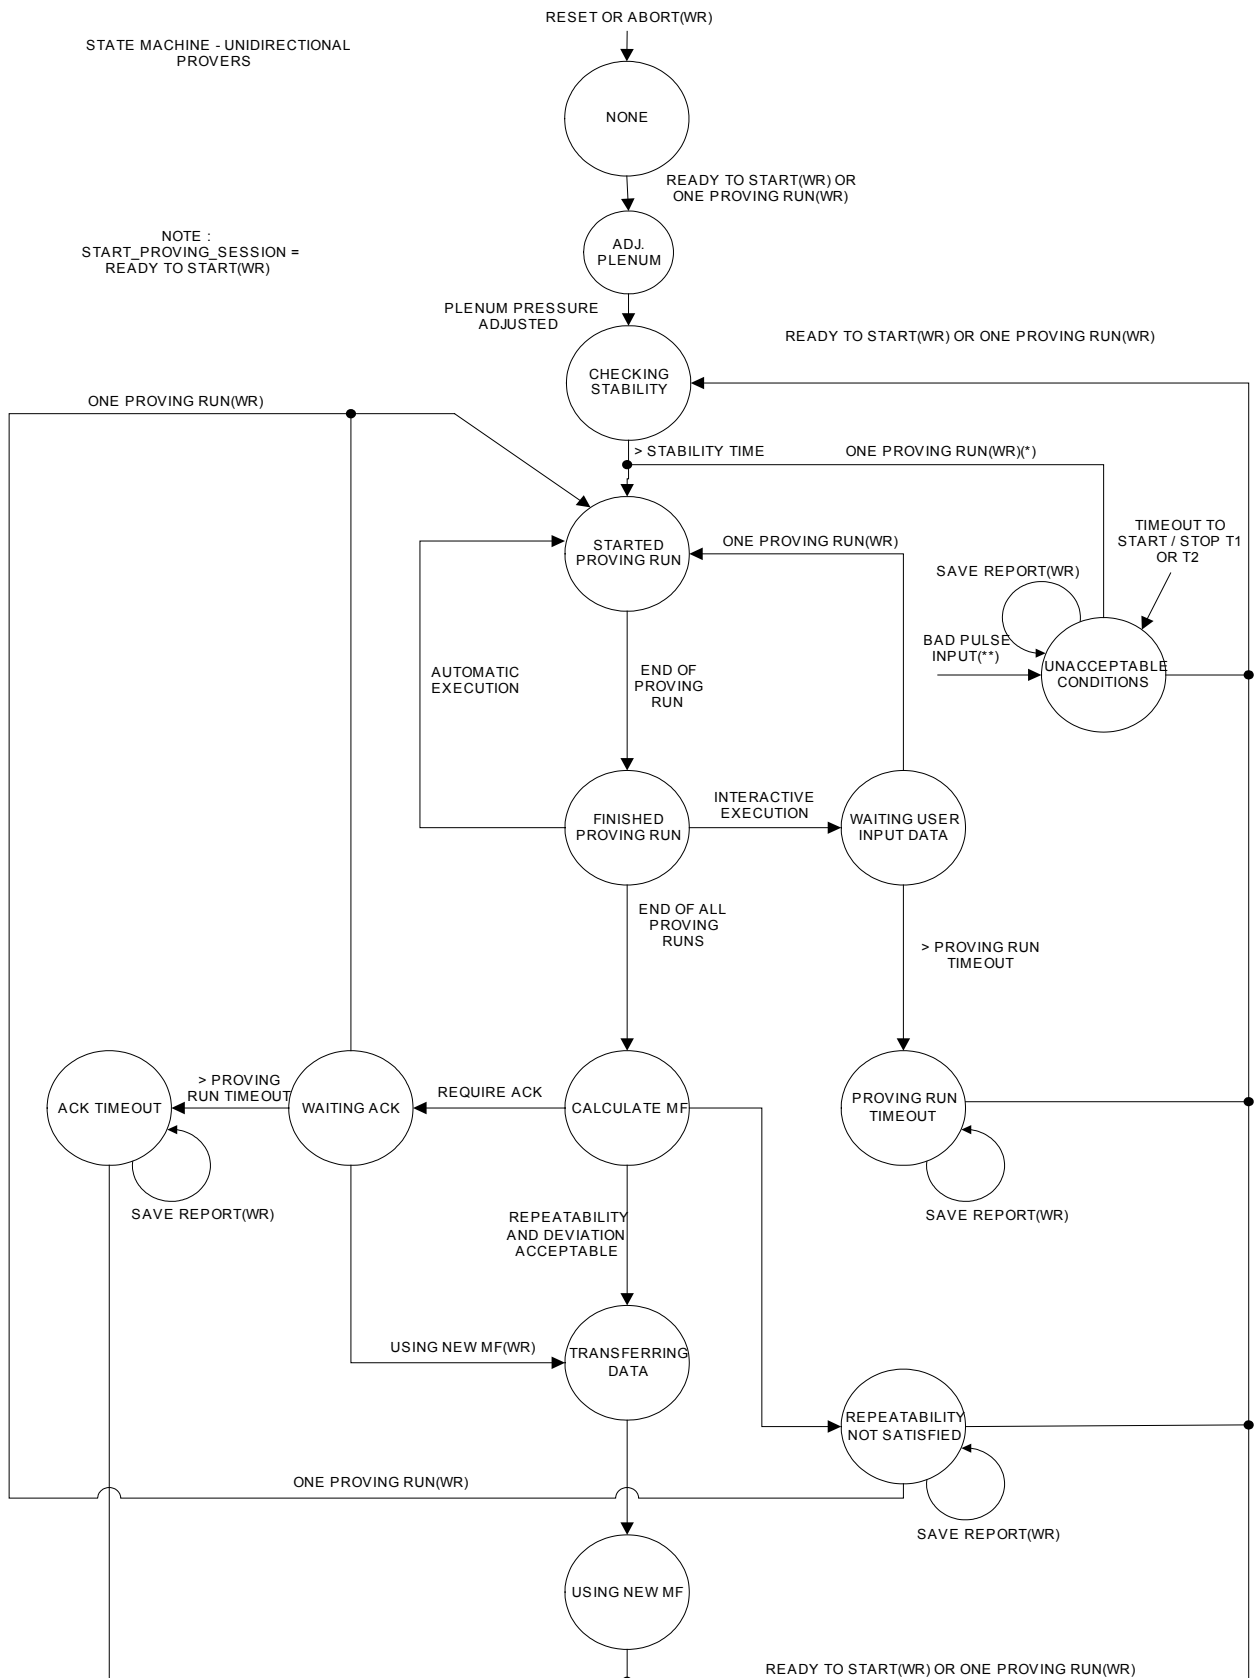 RESET OR ABORT(WR)
STATE MACHINE - UNIDIRECTIONAL
PROVERS
NONE
READY TO START(WR) OR
ONE PROVING RUN(WR)
NOTE :
START_PROVING_SESSION =
READY TO START(WR)
ADJ.
PLENUM
PLENUM PRESSURE
ADJUSTED
READY TO START(WR) OR ONE PROVING RUN(WR)
CHECKING
STABILITY
ONE PROVING RUN(WR)
> STABILITY TIME
ONE PROVING RUN(WR)(*)
TIMEOUT TO
START / STOP T1
OR T2
STARTED
PROVING RUN
ONE PROVING RUN(WR)
SAVE REPORT(WR)
BAD PULSE
INPUT(**)
UNACCEPTABLE
CONDITIONS
AUTOMATIC
EXECUTION
END OF
PROVING
RUN
INTERACTIVE
EXECUTION
FINISHED
PROVING RUN
WAITING USER
INPUT DATA
END OF ALL
PROVING
RUNS
> PROVING RUN
TIMEOUT
ACK TIMEOUT
> PROVING
RUN TIMEOUT
WAITING ACK
REQUIRE ACK
CALCULATE MF
PROVING RUN
TIMEOUT
SAVE REPORT(WR)
SAVE REPORT(WR)
REPEATABILITY
AND DEVIATION
ACCEPTABLE
USING NEW MF(WR)
TRANSFERRING
DATA
REPEATABILITY
NOT SATISFIED
ONE PROVING RUN(WR)
SAVE REPORT(WR)
USING NEW MF
READY TO START(WR) OR ONE PROVING RUN(WR)